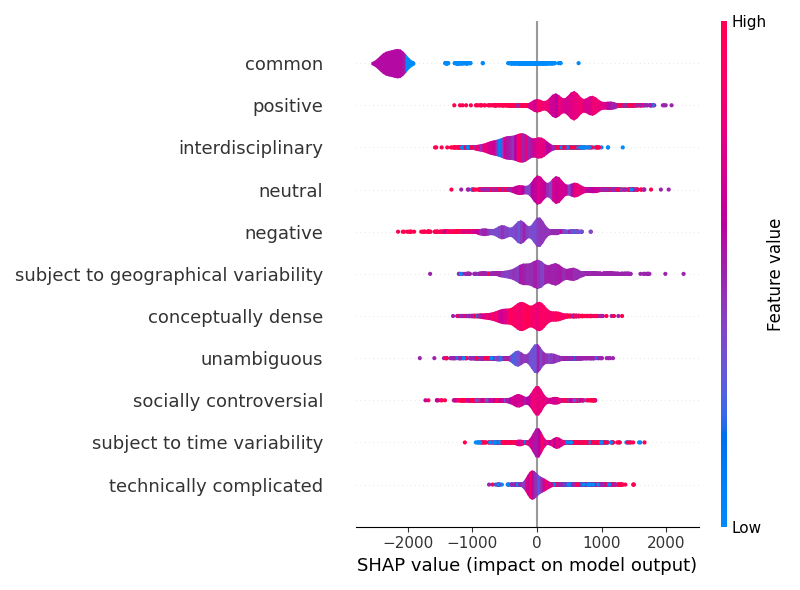 High
common
positive
interdisciplinary
neutral
negative
subject to geographical variability
conceptually dense
unambiguous
socially controversial
subject to time variability
technically complicated
Feature value
Low
−2000 −1000 0 1000 2000
SHAP value (impact on model output)